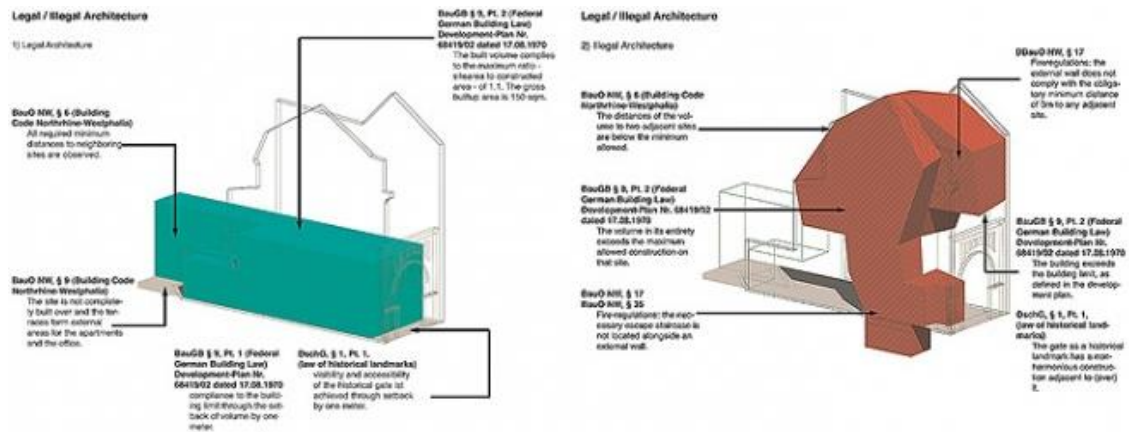 Legal / Illegal Architecture
1) Legal Architecture
BauGB § 9, Pt. 2 (Federal
German Building Law)
Development-Plan Nr.
68419/02 dated 17.08.1970
The built volume complies
to the maximum ratio -
sitearea to constructed
area - of 1.1. The gross
builtup area is 150 sqm.
BauO NW, § 6 (Building
Code Northrhine-Westphalia)
All required minimum
distances to neighboring
sites are observed.
BauO NW, § 9 (Building Code
Northrhine-Westphalia)
The site is not complete-
ly built over and the ter-
races form external
areas for the apartments
and the office.
BauGB § 9, Pt. 1 (Federal
German Building Law)
Development-Plan Nr.
68419/02 dated 17.08.1970
compliance to the build-
ing limit through the set-
back of volume by one
meter.
DschG, § 1, Pt. 1,
(law of historical landmarks)
visibility and accessibility
of the historical gate ist
achieved through setback
by one meter.
Legal / Illegal Architecture
2) Illegal Architecture
BauO NW, § 6 (Building Code
Northrhine-Westphalia)
The distances of the vol-
ume to two adjacent sites
are below the minimum
allowed.
BauGB § 9, Pt. 2 (Federal
German Building Law)
Development-Plan Nr. 68419/02
dated 17.08.1970
The volume in its entirety
exceeds the maximum
allowed construction on
that site.
BauO NW, § 17
BauO NW, § 35
Fire-regulations: the nec-
essary escape staircase is
not located alongside an
external wall.
BBauO NW, § 17
Fireregulations: the
external wall does not
comply with the obliga-
tory minimum distance
of 5m to any adjacent
site.
BauGB § 9, Pt. 2 (Federal
German Building Law)
Development-Plan Nr.
68419/02 dated 17.08.1970
The building exceeds
the building limit, as
defined in the develop-
ment plan.
DschG, § 1, Pt. 1,
(law of historical land-
marks)
The gate as a historical
landmark has a non-
harmonious construc-
tion adjacent to (over)
it.